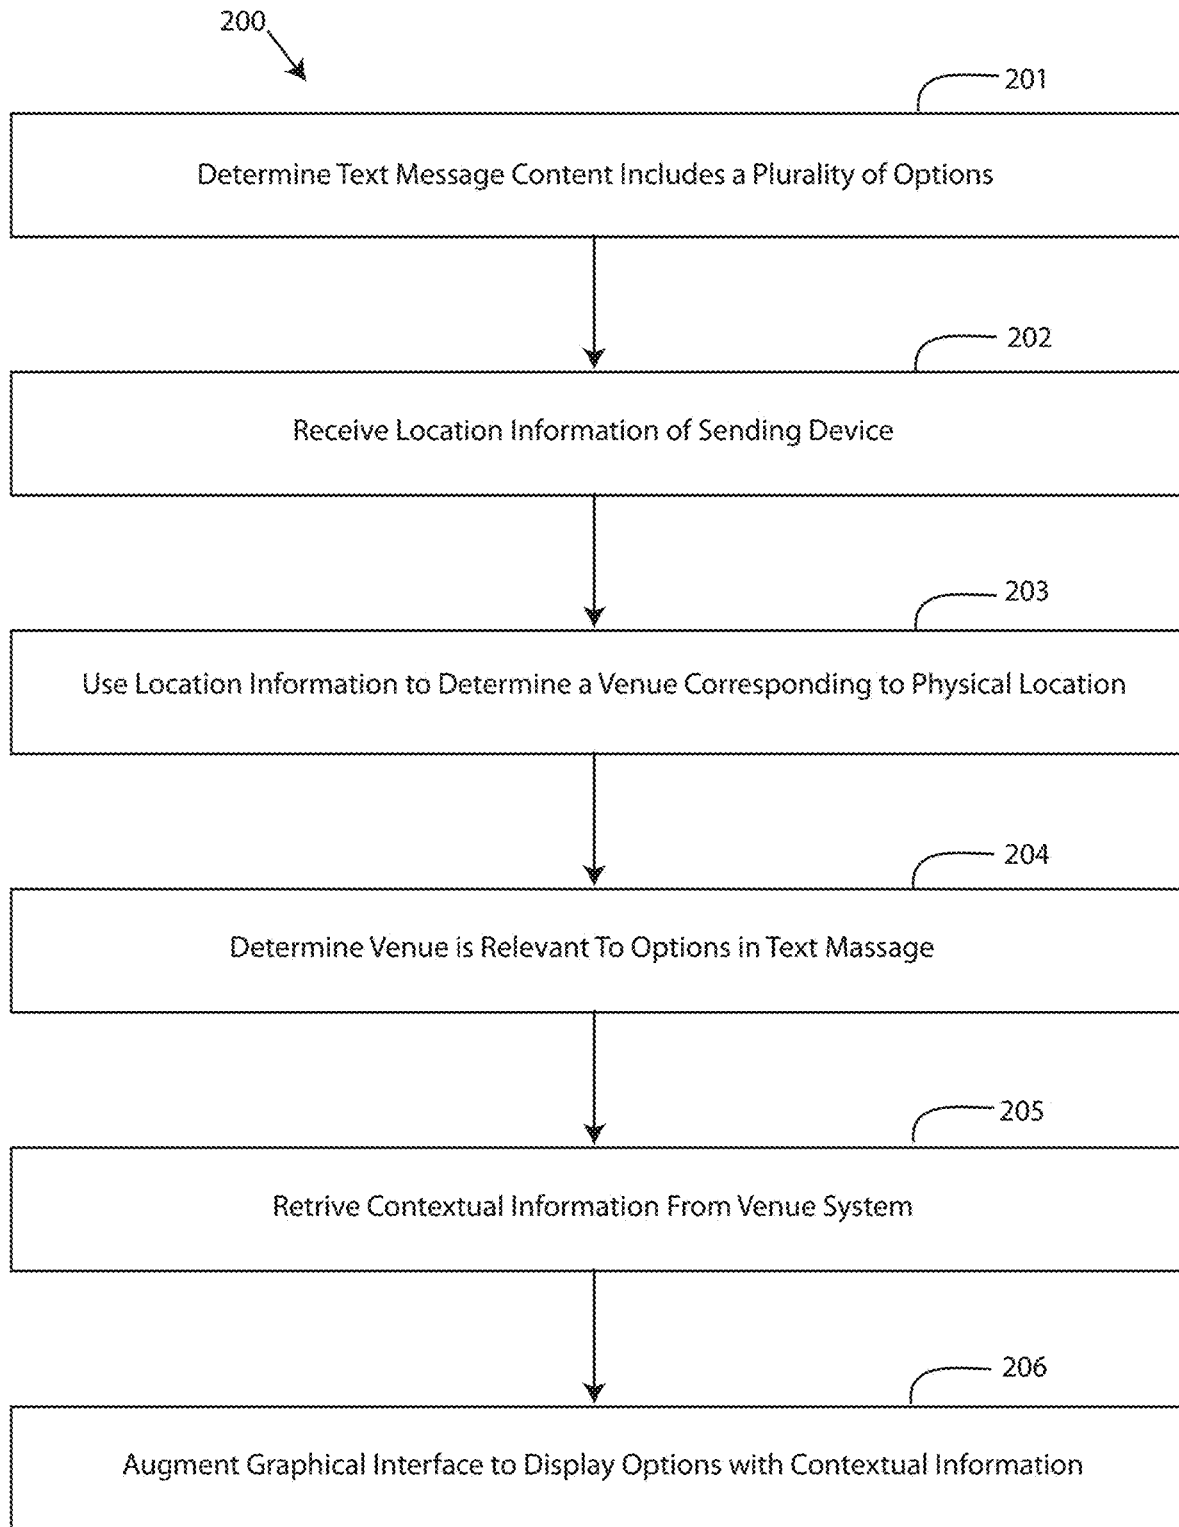 200
201
Determine Text Message Content Includes a Plurality of Options
202
Receive Location Information of Sending Device
203
Use Location Information to Determine a Venue Corresponding to Physical Location
204
Determine Venue is Relevant To Options in Text Massage
205
Retrive Contextual Information From Venue System
206
Augment Graphical Interface to Display Options with Contextual Information